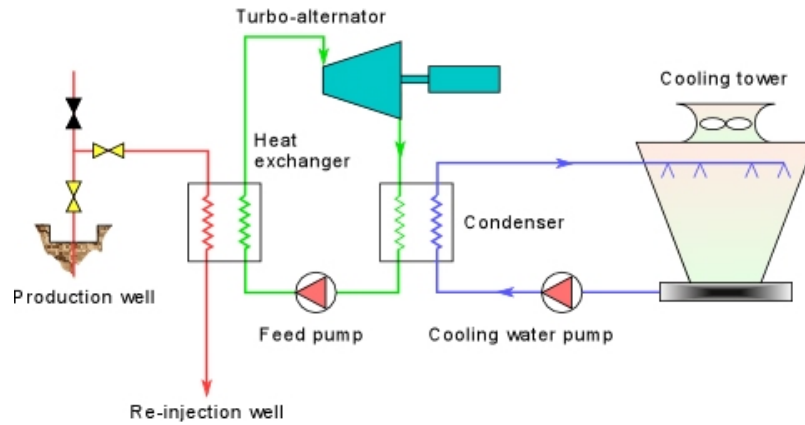 Turbo-alternator
Cooling tower
Heat
exchanger
Condenser
Production well
Feed pump
Cooling water pump
Re-injection well